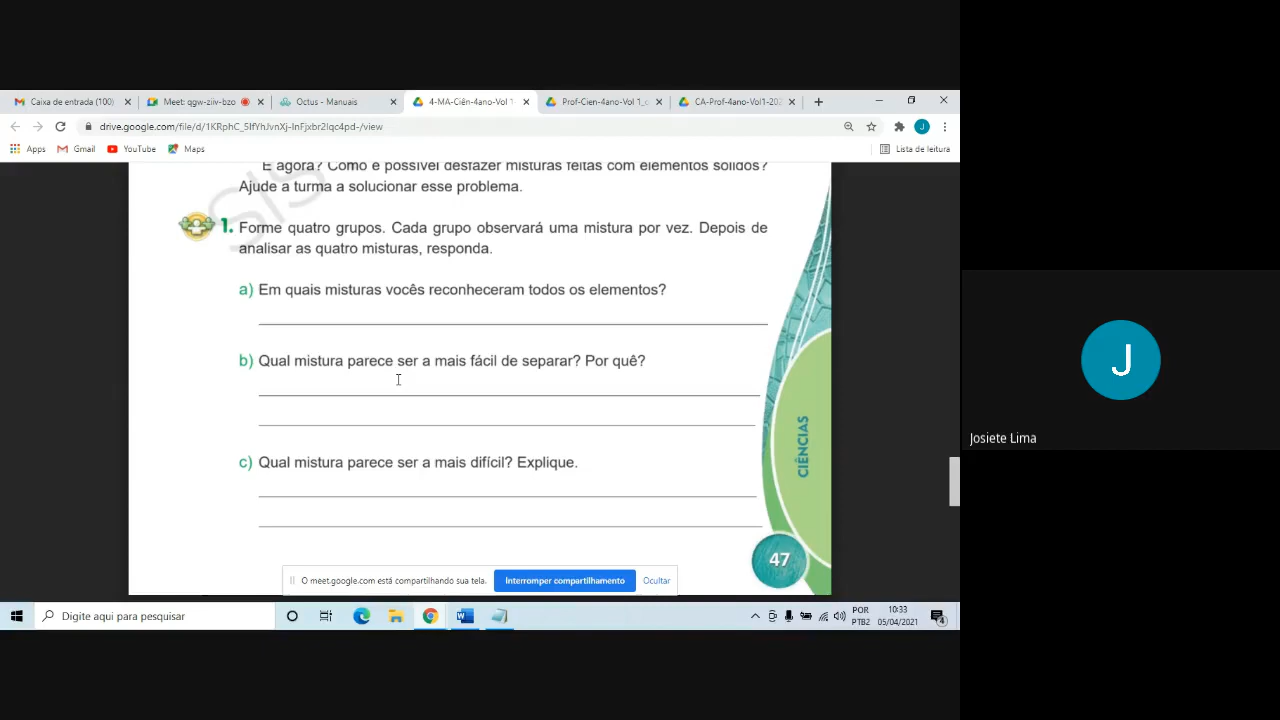 Caixa de entrada (100)
Meet: qgw-ziiv-bzo
Octus - Manuais
4-MA-Ciên-4ano-Vol 1
Prof-Cien-4ano-Vol 1_
CA-Prof-4ano-Vol1-202
drive.google.com/file/d/1KRphC_5lfYhJvnXj-lnFjxbr2lqc4pd-/view
J
Apps
Gmail
YouTube
Maps
Lista de leitura
E agora? Como é possível desfazer misturas feitas com elementos sólidos?
Ajude a turma a solucionar esse problema.
SIS
1. Forme quatro grupos. Cada grupo observará uma mistura por vez. Depois de
analisar as quatro misturas, responda.
a) Em quais misturas vocês reconheceram todos os elementos?
b) Qual mistura parece ser a mais fácil de separar? Por quê?
c) Qual mistura parece ser a mais difícil? Explique.
CIÊNCIAS
47
O meet.google.com está compartilhando sua tela.
Interromper compartilhamento
Ocultar
Digite aqui para pesquisar
POR
PTB2
10:33
05/04/2021
4
J
Josiete Lima